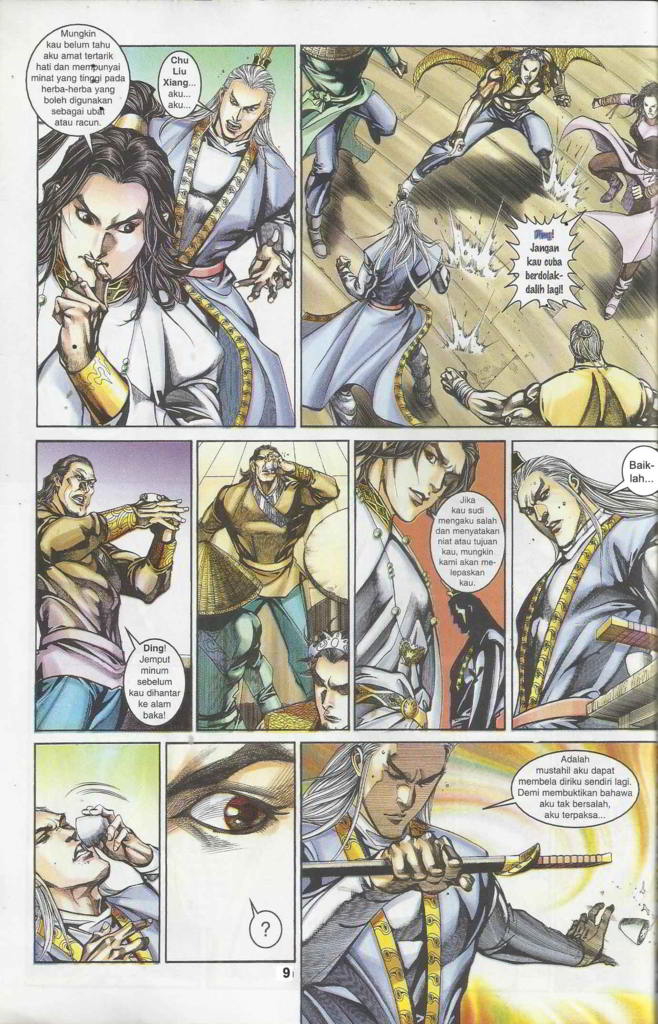 Mungkin
kau belum tahu
aku amat tertarik
hati dan mempunyai
minat yang tinggi pada
herba-herba yang
boleh digunakan
sebagai ubat
atau racun.
Chu
Liu
Xiang...
aku...
aku...
Ding!
Jangan
kau cuba
berdolak-
dalih lagi!
Ding!
Jemput
minum
sebelum
kau dihantar
ke alam
baka!
Jika
kau sudi
mengaku salah
dan menyatakan
niat atau tujuan
kau, mungkin
kami akan me-
lepaskan
kau.
Baik-
lah...
?
Adalah
mustahil aku dapat
membela diriku sendiri lagi.
Demi membuktikan bahawa
aku tak bersalah,
aku terpaksa...
9